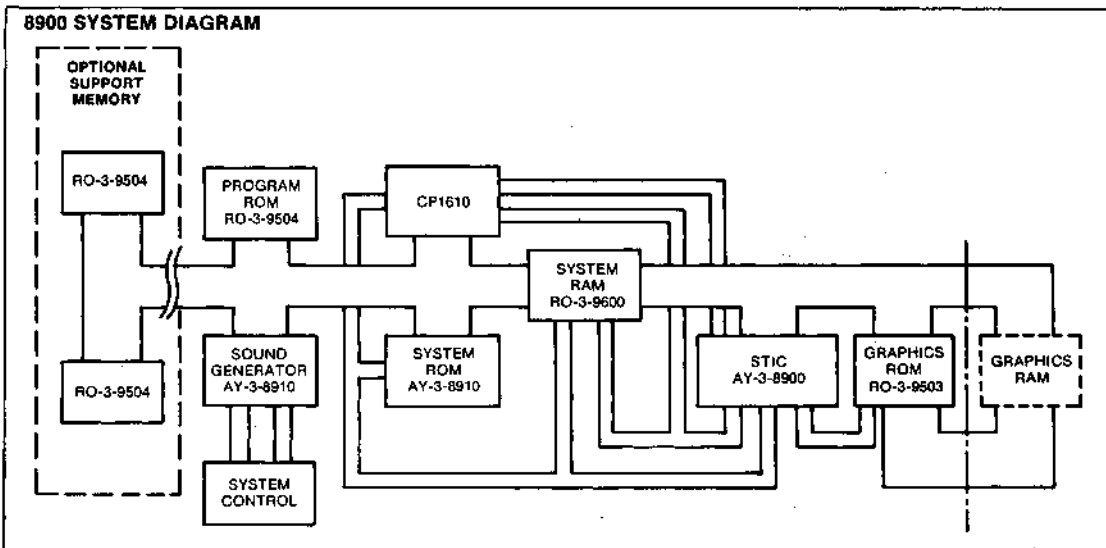 8900 SYSTEM DIAGRAM
OPTIONAL
SUPPORT
MEMORY
RO-3-9504
RO-3-9504
PROGRAM
ROM
RO-3-9504
SOUND
GENERATOR
AY-3-8910
SYSTEM
CONTROL
CP1610
SYSTEM
ROM
AY-3-8910
SYSTEM
RAM
RO-3-9600
STIC
AY-3-8900
GRAPHICS
ROM
RO-3-9503
GRAPHICS
RAM